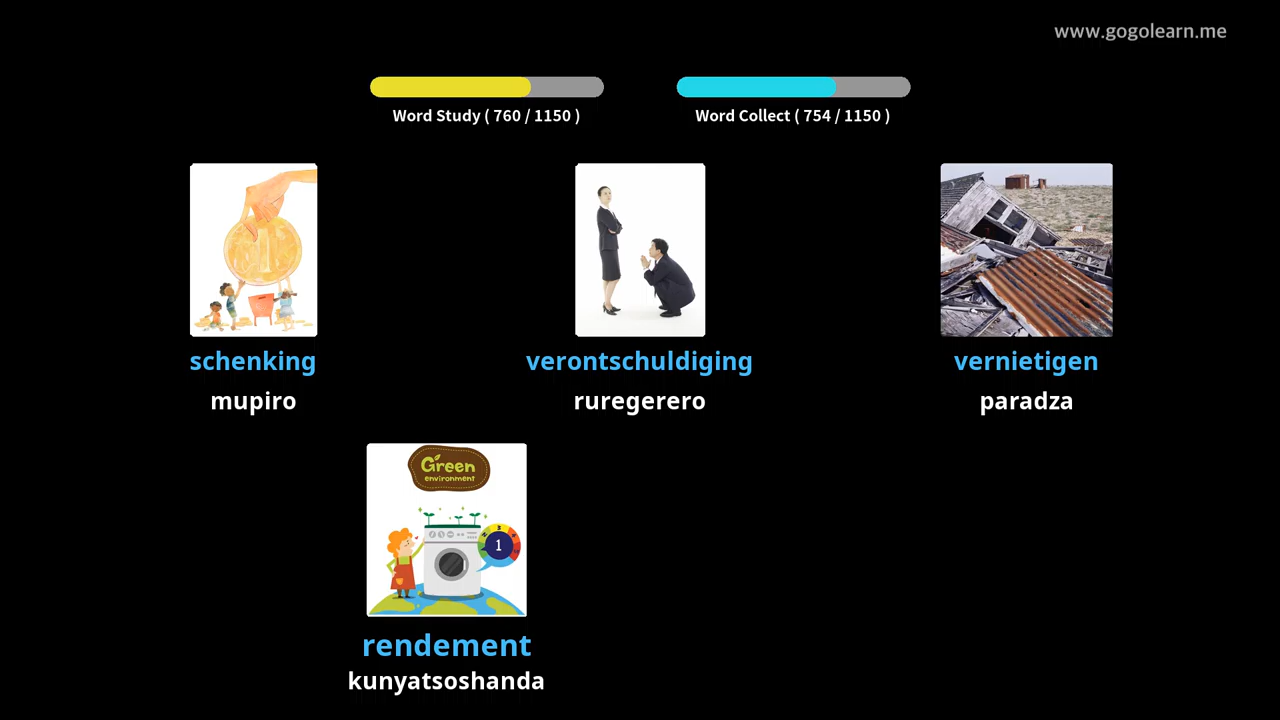 www.gogolearn.me
Word Study ( 760 / 1150 )
Word Collect ( 754 / 1150 )
schenking
mupiro
verontschuldiging
ruregerero
vernietigen
paradza
Green
environment
1
rendement
kunyatsoshanda